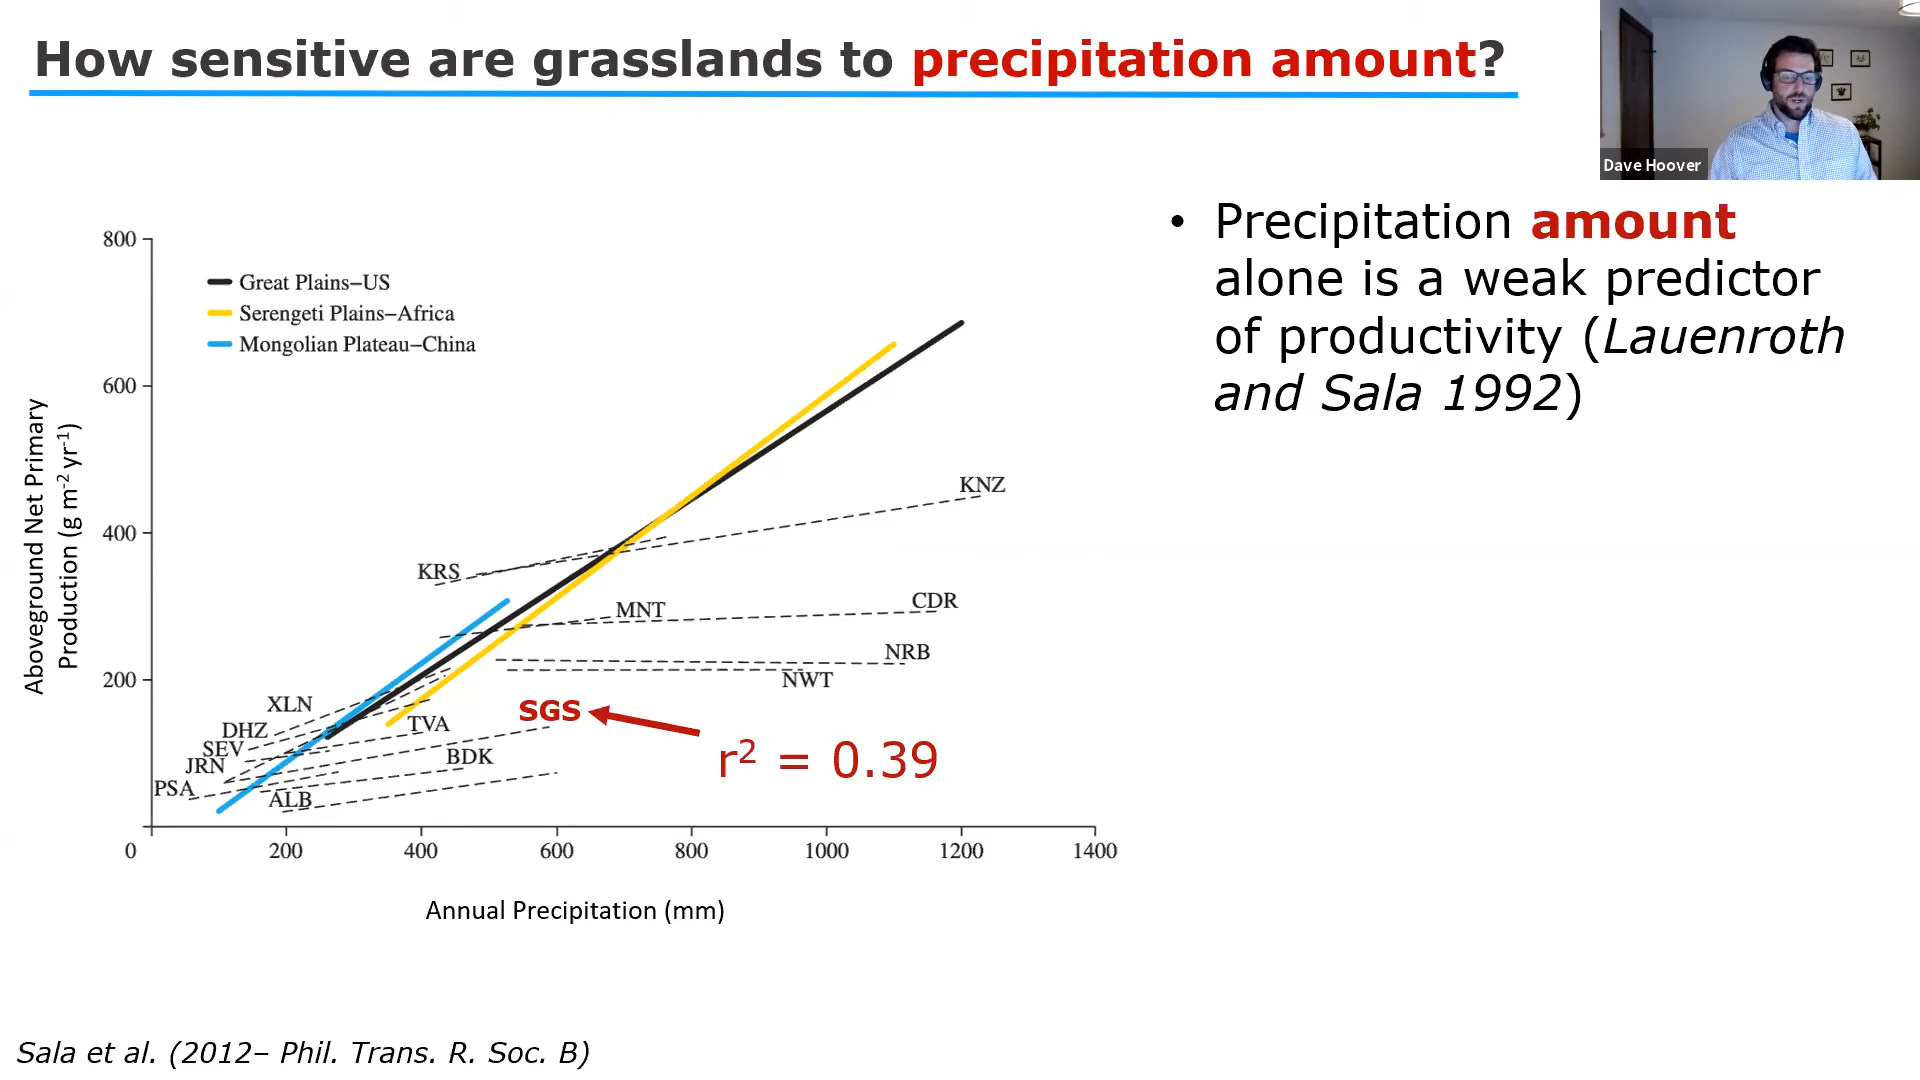 How sensitive are grasslands to precipitation amount?
Dave Hoover
• Precipitation amount
alone is a weak predictor
of productivity (Lauenroth
and Sala 1992)
Aboveground Net Primary
Production (g m⁻² yr⁻¹)
800
600
400
200
0
200
400
600
800
1000
1200
1400
Annual Precipitation (mm)
Great Plains–US
Serengeti Plains–Africa
Mongolian Plateau–China
KNZ
KRS
MNT
CDR
NRB
NWT
XLN
DHZ
SEV
JRN
PSA
TVA
BDK
ALB
SGS
r² = 0.39
Sala et al. (2012– Phil. Trans. R. Soc. B)